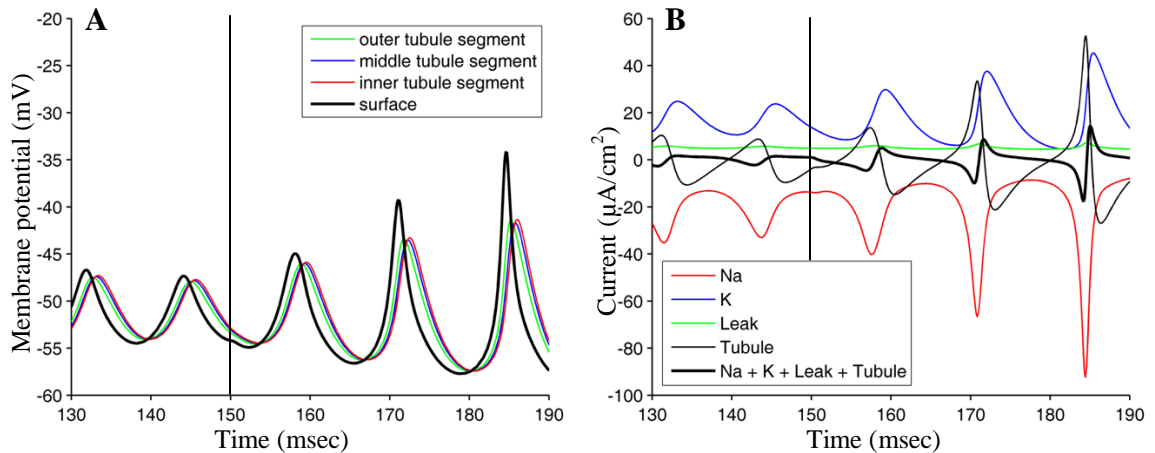 A
Membrane potential (mV)
-20
-25
-30
-35
-40
-45
-50
-55
-60
outer tubule segment
middle tubule segment
inner tubule segment
surface
130 140 150 160 170 180 190
Time (msec)
B
Current (µA/cm²)
60
40
20
0
-20
-40
-60
-80
-100
Na
K
Leak
Tubule
Na + K + Leak + Tubule
130 140 150 160 170 180 190
Time (msec)